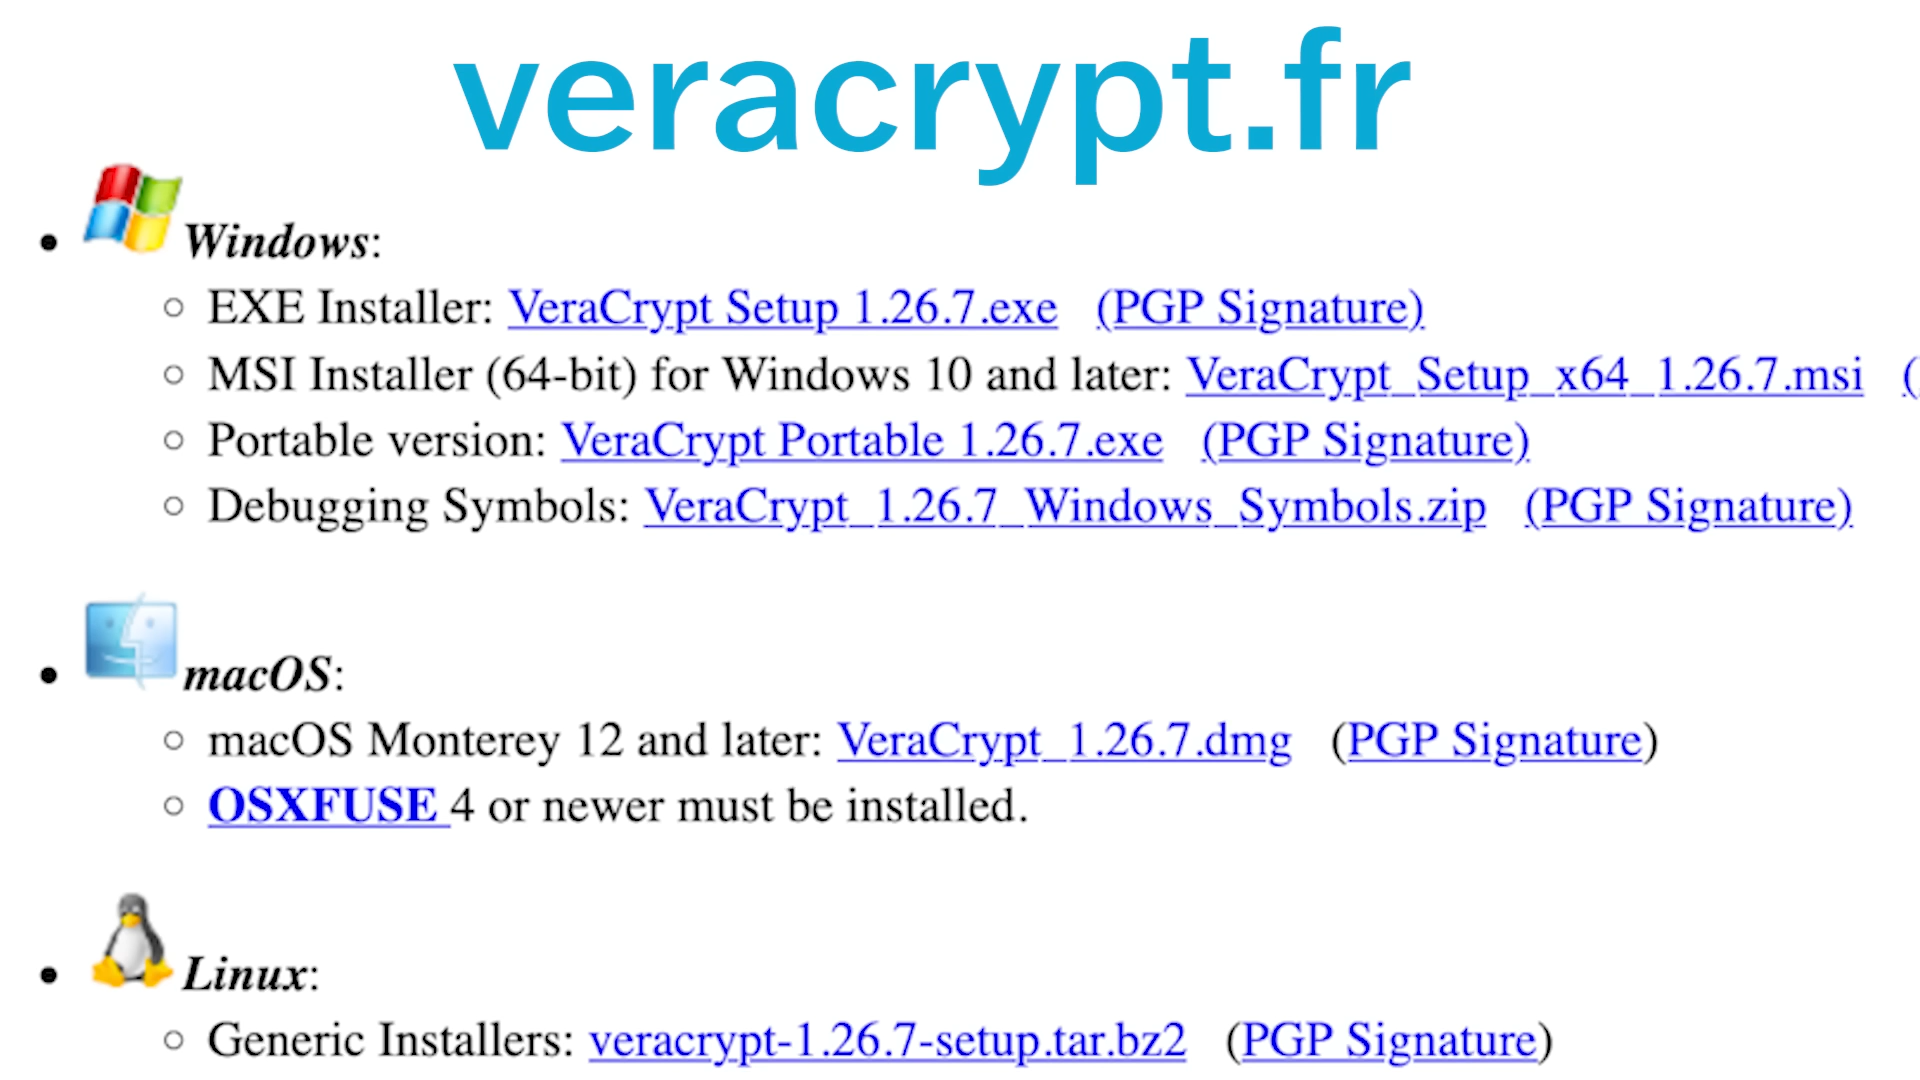 veracrypt.fr
Windows:
EXE Installer: VeraCrypt Setup 1.26.7.exe (PGP Signature)
MSI Installer (64-bit) for Windows 10 and later: VeraCrypt_Setup_x64_1.26.7.msi (
Portable version: VeraCrypt Portable 1.26.7.exe (PGP Signature)
Debugging Symbols: VeraCrypt_1.26.7_Windows_Symbols.zip (PGP Signature)
macOS:
macOS Monterey 12 and later: VeraCrypt_1.26.7.dmg (PGP Signature)
OSXFUSE 4 or newer must be installed.
Linux:
Generic Installers: veracrypt-1.26.7-setup.tar.bz2 (PGP Signature)